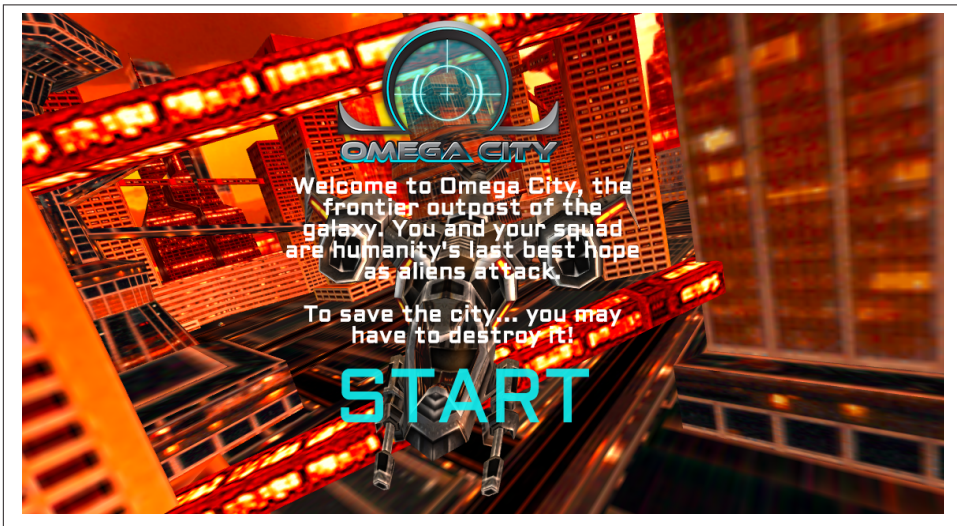 OMEGA CITY
Welcome to Omega City, the
frontier outpost of the
galaxy. You and your squad
are humanity's last best hope
as aliens attack.
To save the city... you may
have to destroy it!
START